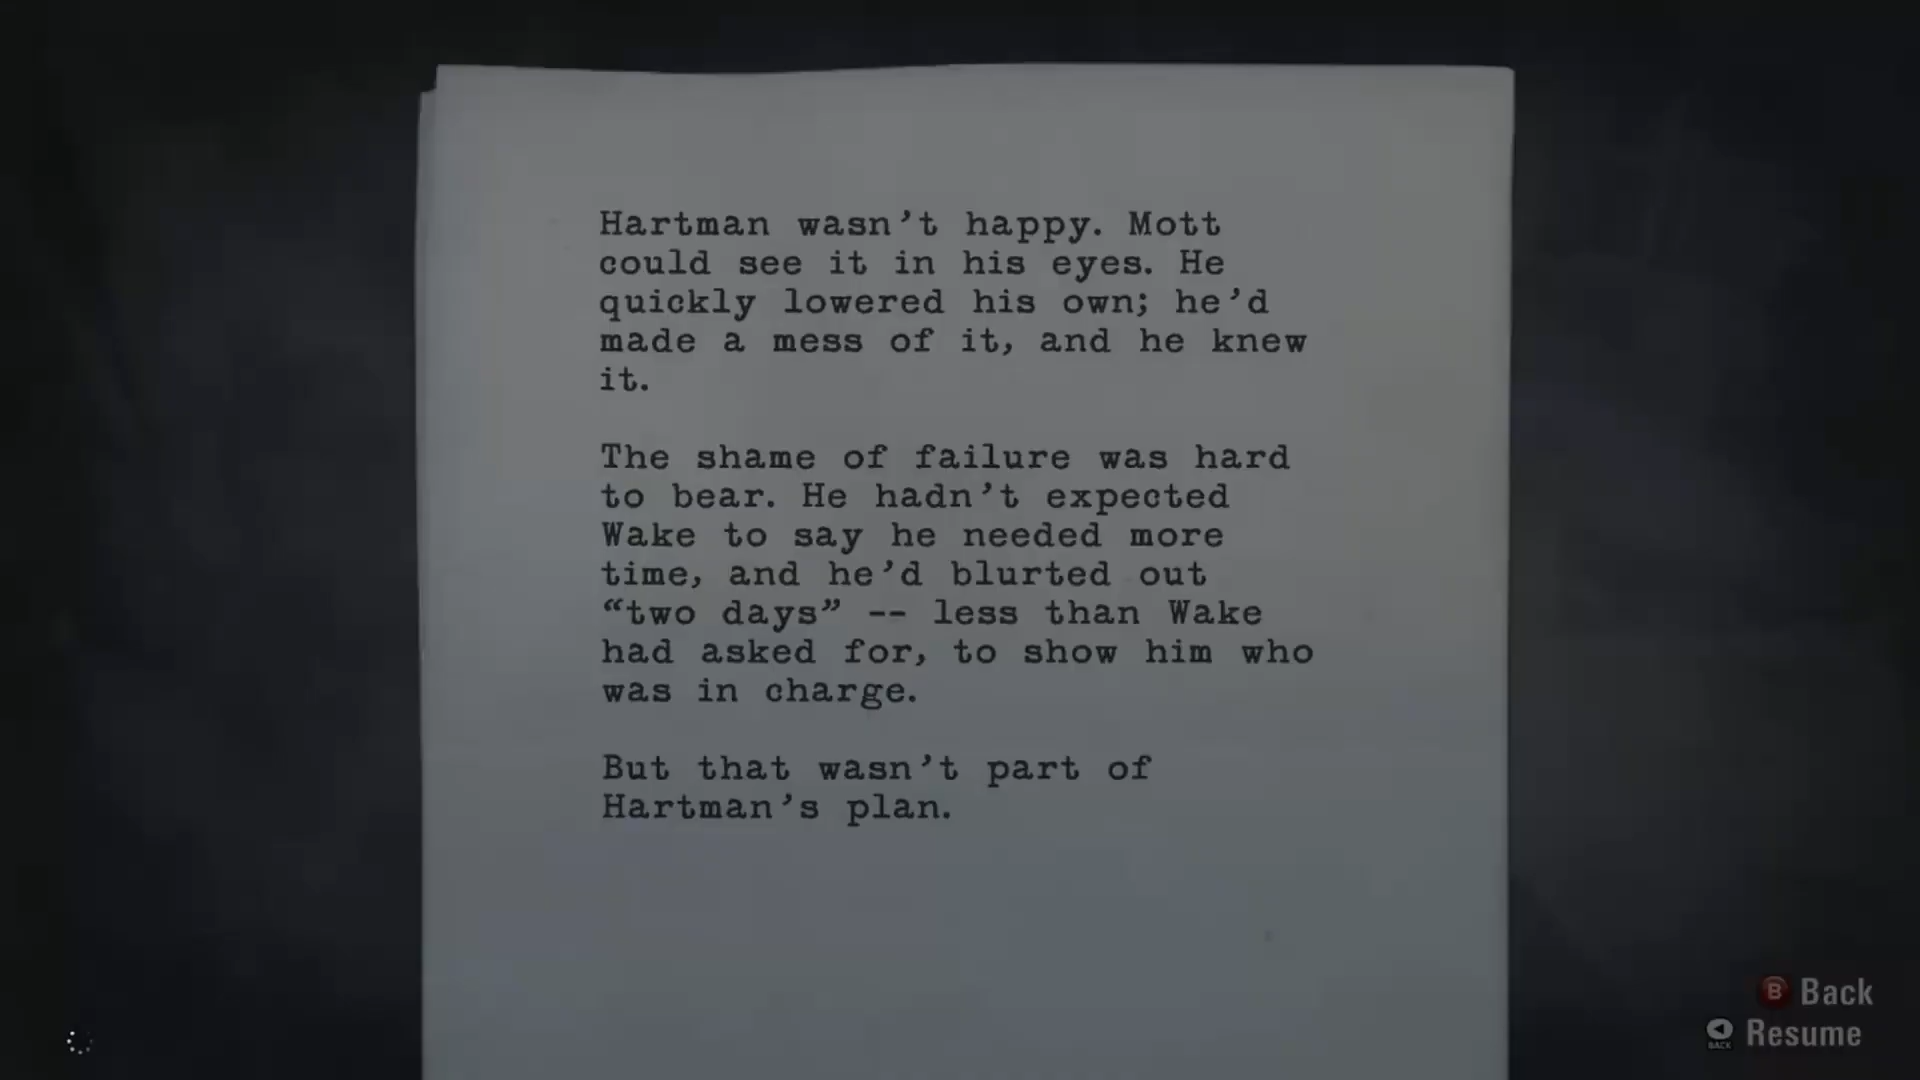 Hartman wasn't happy. Mott
could see it in his eyes. He
quickly lowered his own; he'd
made a mess of it, and he knew
it.
The shame of failure was hard
to bear. He hadn't expected
Wake to say he needed more
time, and he'd blurted out
“two days” -- less than Wake
had asked for, to show him who
was in charge.
But that wasn't part of
Hartman's plan.
B Back
BACK Resume